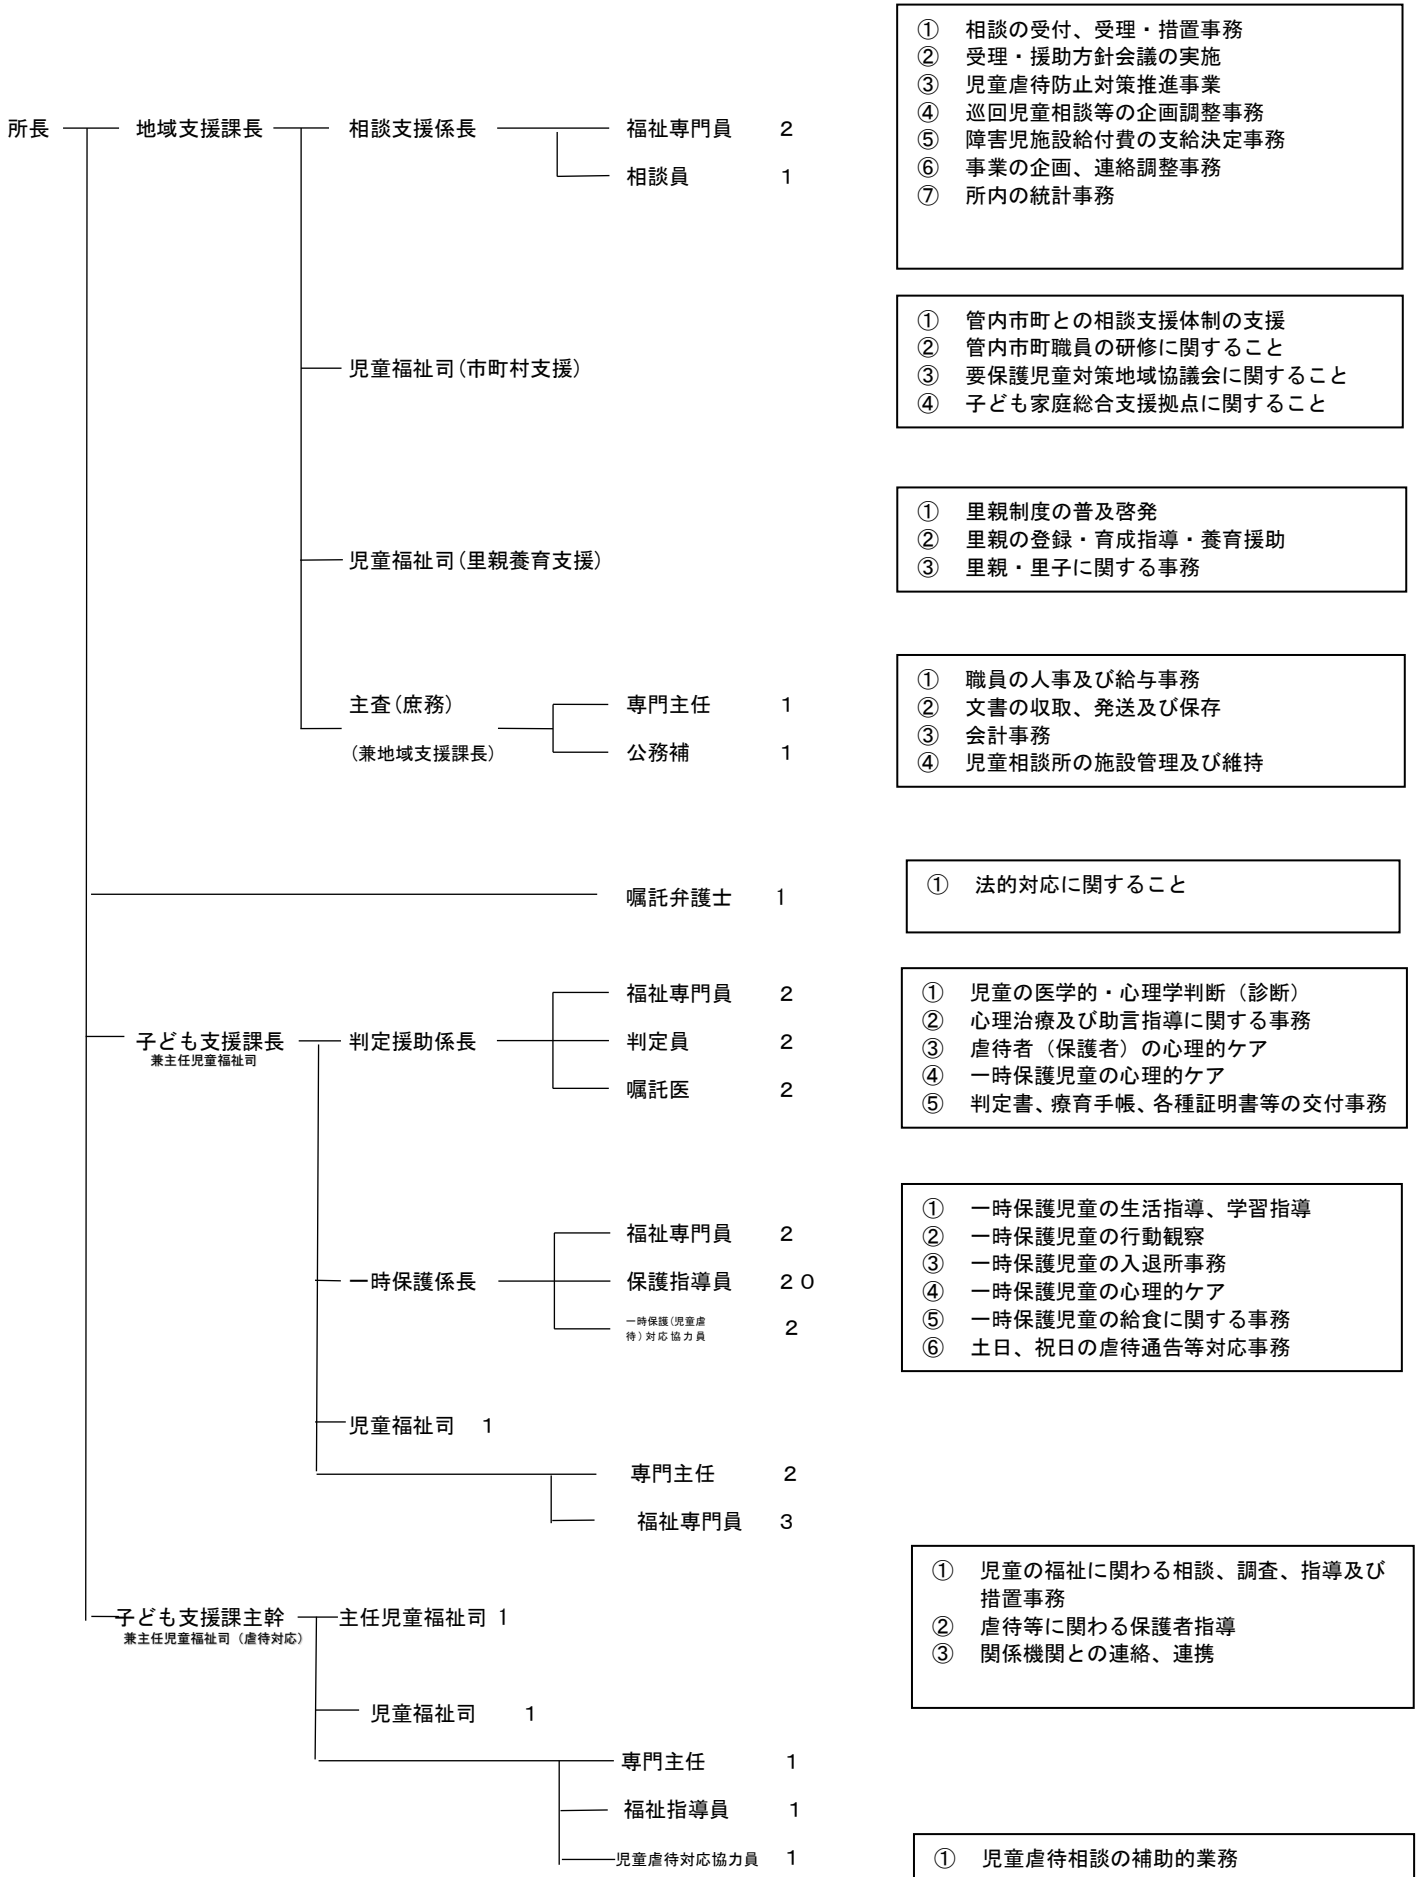 所長 地域支援課長 相談支援係長 福祉専門員 2
相談員 1
① 相談の受付、受理・措置事務
② 受理・援助方針会議の実施
③ 児童虐待防止対策推進事業
④ 巡回児童相談等の企画調整事務
⑤ 障害児施設給付費の支給決定事務
⑥ 事業の企画、連絡調整事務
⑦ 所内の統計事務
児童福祉司(市町村支援)
① 管内市町との相談支援体制の支援
② 管内市町職員の研修に関すること
③ 要保護児童対策地域協議会に関すること
④ 子ども家庭総合支援拠点に関すること
児童福祉司(里親養育支援)
① 里親制度の普及啓発
② 里親の登録・育成指導・養育援助
③ 里親・里子に関する事務
主査(庶務) 専門主任 1
(兼地域支援課長) 公務補 1
① 職員の人事及び給与事務
② 文書の収取、発送及び保存
③ 会計事務
④ 児童相談所の施設管理及び維持
嘱託弁護士 1
① 法的対応に関すること
福祉専門員 2
子ども支援課長 判定援助係長 判定員 2
兼主任児童福祉司
嘱託医 2
① 児童の医学的・心理学判断（診断）
② 心理治療及び助言指導に関する事務
③ 虐待者（保護者）の心理的ケア
④ 一時保護児童の心理的ケア
⑤ 判定書、療育手帳、各種証明書等の交付事務
福祉専門員 2
一時保護係長 保護指導員 20
一時保護(児童虐
待)対応協力員 2
① 一時保護児童の生活指導、学習指導
② 一時保護児童の行動観察
③ 一時保護児童の入退所事務
④ 一時保護児童の心理的ケア
⑤ 一時保護児童の給食に関する事務
⑥ 土日、祝日の虐待通告等対応事務
児童福祉司 1
専門主任 2
福祉専門員 3
子ども支援課主幹 主任児童福祉司 1
兼主任児童福祉司（虐待対応）
① 児童の福祉に関わる相談、調査、指導及び
措置事務
② 虐待等に関わる保護者指導
③ 関係機関との連絡、連携
児童福祉司 1
専門主任 1
福祉指導員 1
児童虐待対応協力員 1
① 児童虐待相談の補助的業務